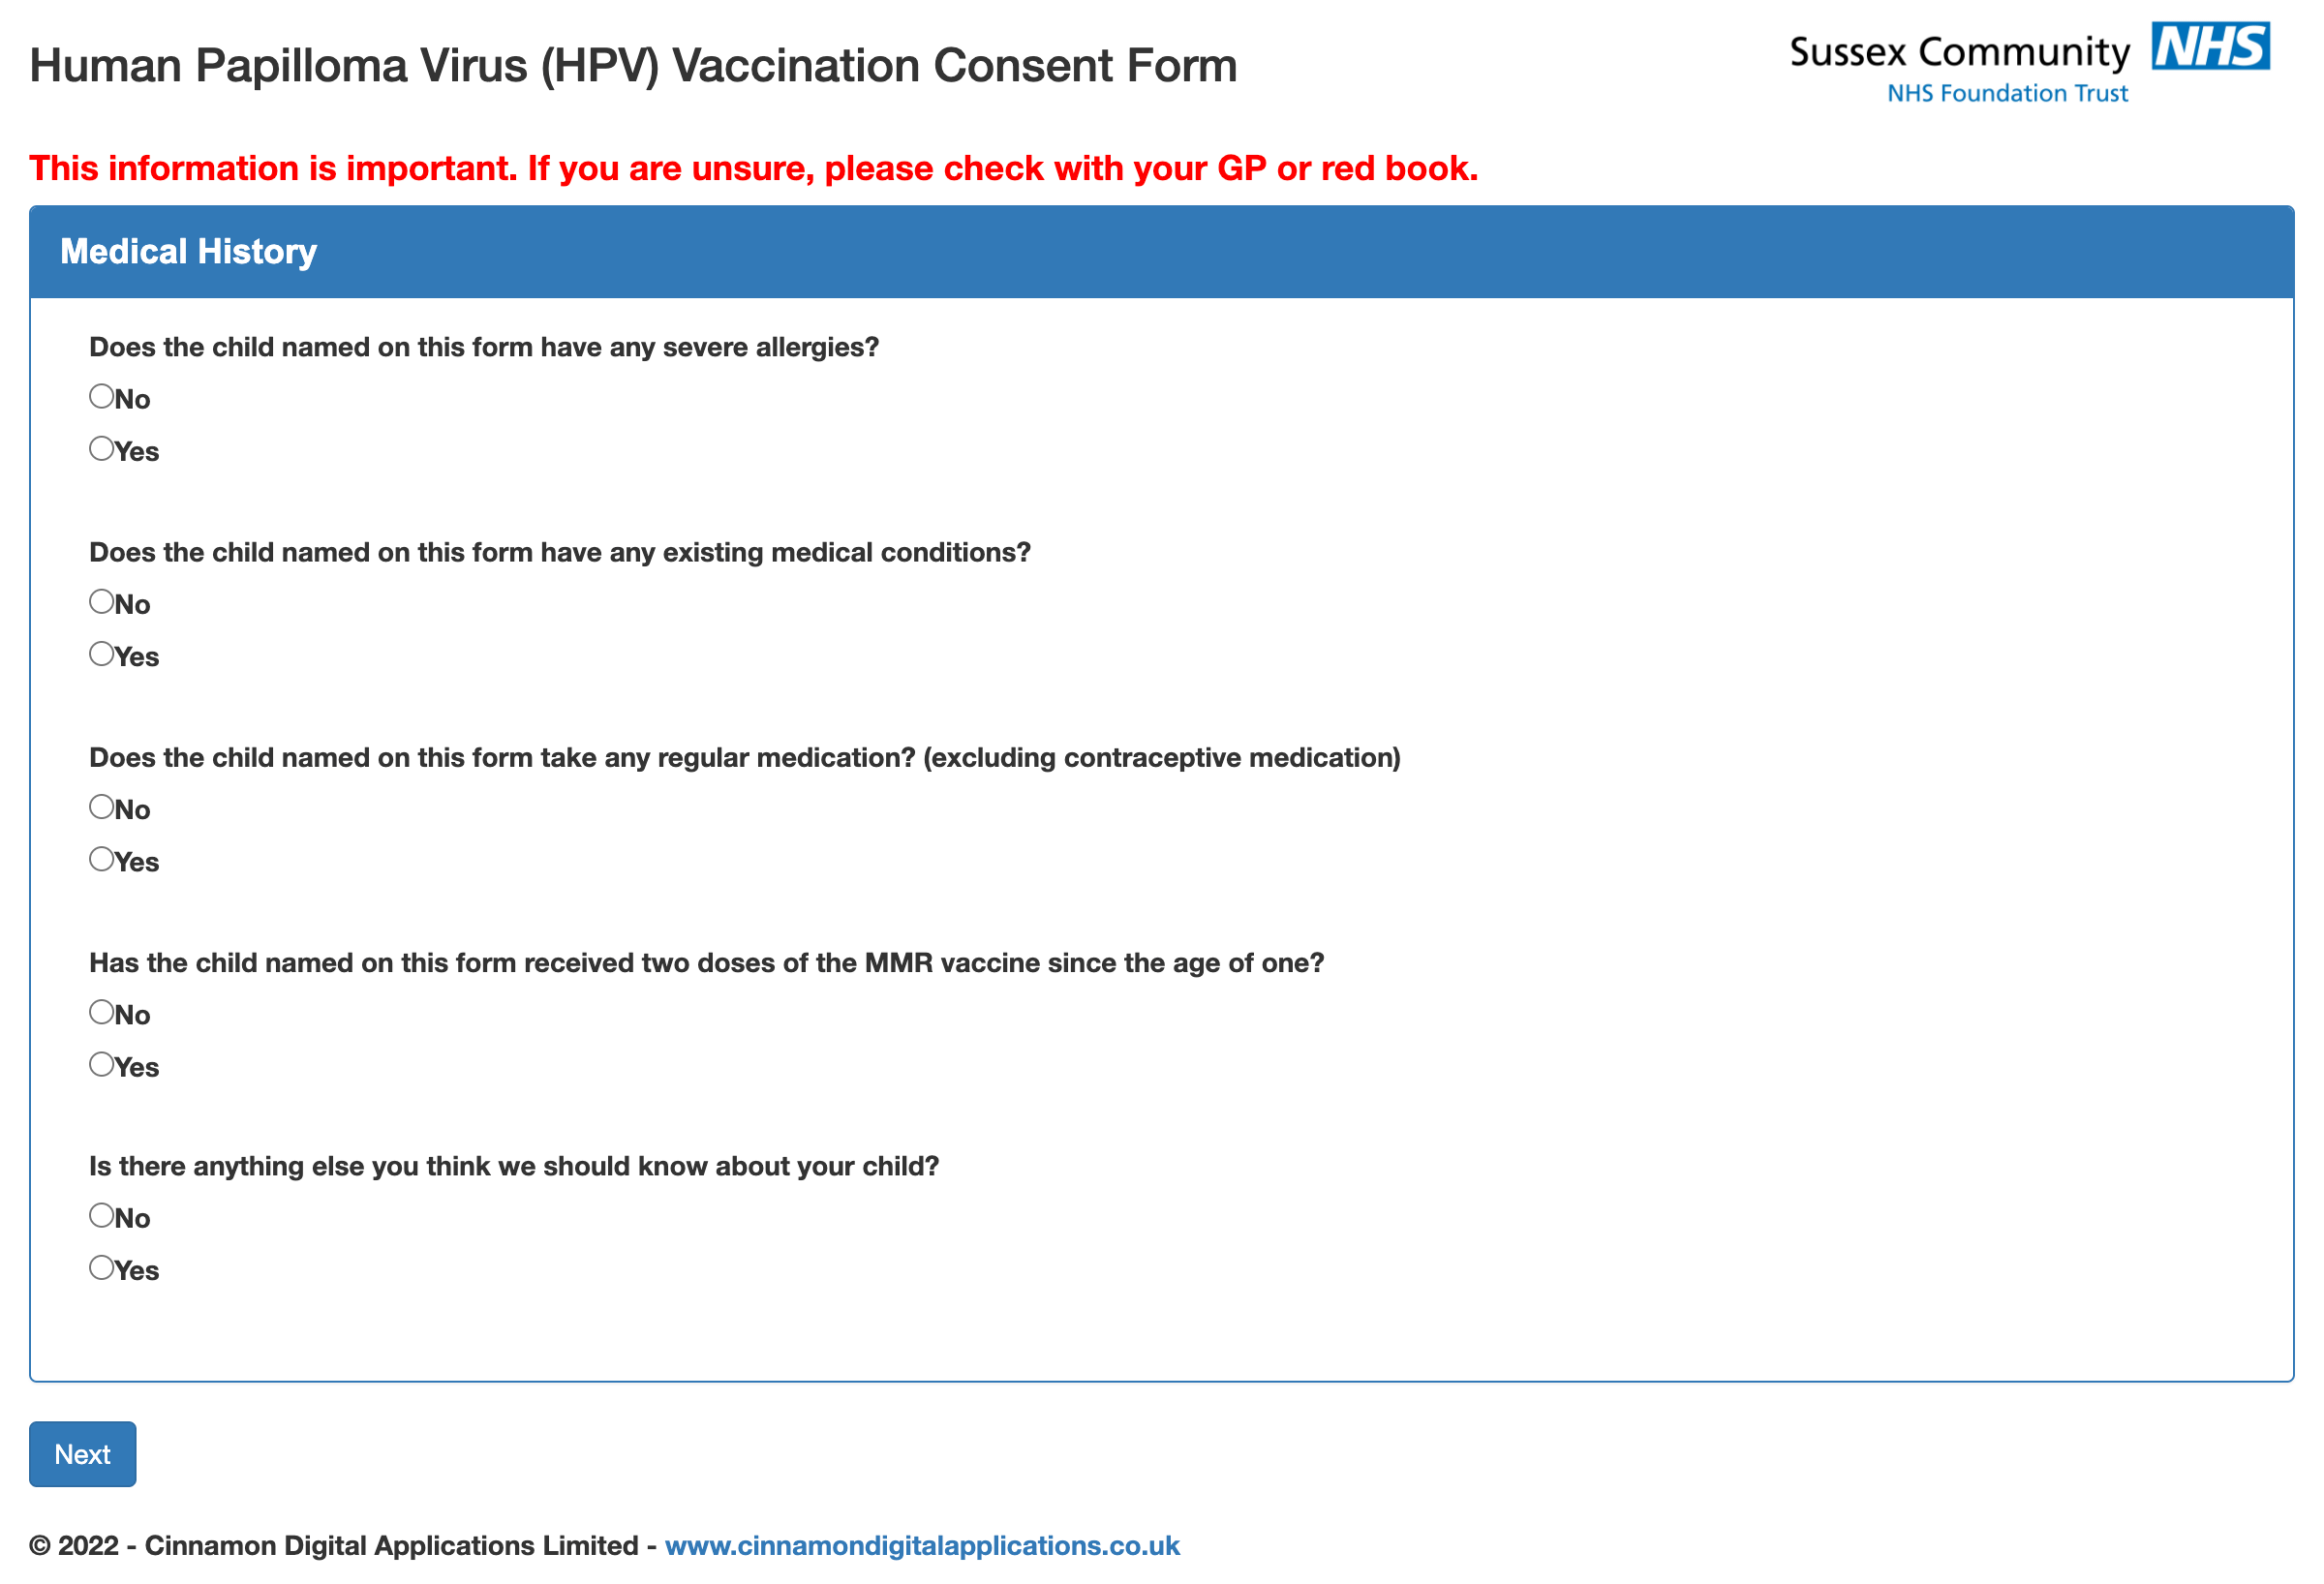 Human Papilloma Virus (HPV) Vaccination Consent Form
Sussex Community NHS
NHS Foundation Trust
This information is important. If you are unsure, please check with your GP or red book.
Medical History
Does the child named on this form have any severe allergies?
No
Yes
Does the child named on this form have any existing medical conditions?
No
Yes
Does the child named on this form take any regular medication? (excluding contraceptive medication)
No
Yes
Has the child named on this form received two doses of the MMR vaccine since the age of one?
No
Yes
Is there anything else you think we should know about your child?
No
Yes
Next
© 2022 - Cinnamon Digital Applications Limited - www.cinnamondigitalapplications.co.uk